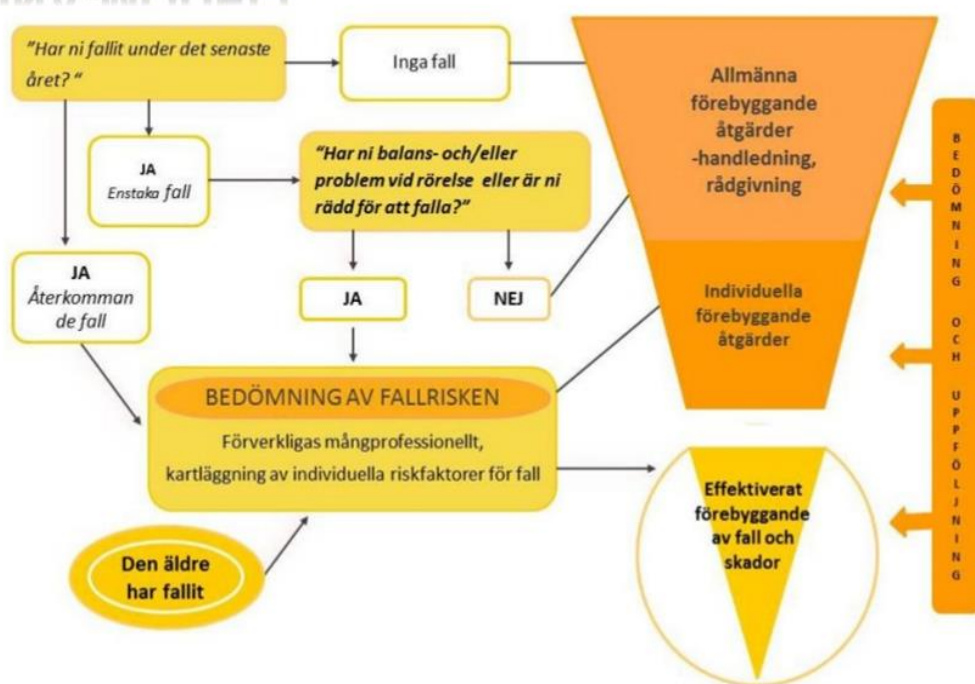 "Har ni fallit under det senaste
året? "
Inga fall
JA
Enstaka fall
"Har ni balans- och/eller
problem vid rörelse eller är ni
rädd för att falla?"
JA
Återkomman
de fall
JA
NEJ
BEDÖMNING AV FALLRISKEN
Förverkligas mångprofessionellt,
kartläggning av individuella riskfaktorer för fall
Den äldre
har fallit
Allmänna
förebyggande
åtgärder
-handledning,
rådgivning
Individuella
förebyggande
åtgärder
Effektiverat
förebyggande
av fall och
skador
BEDÖMNING OCH UPPFÖLJNING